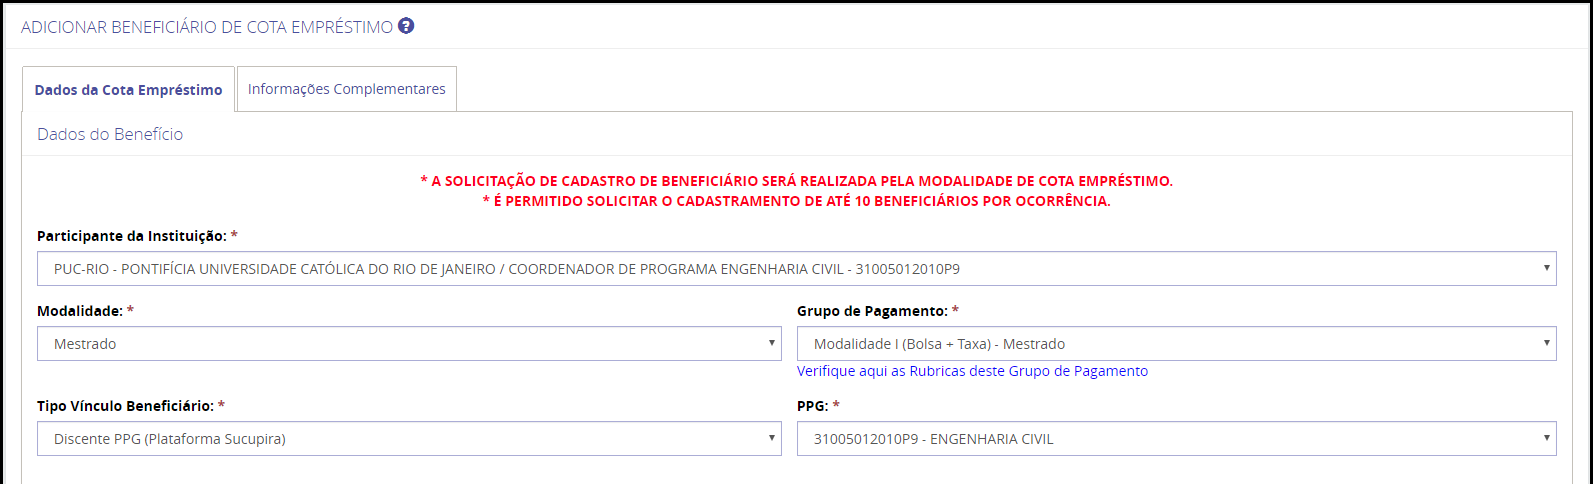 ADICIONAR BENEFICIÁRIO DE COTA EMPRÉSTIMO ?
Dados da Cota Empréstimo
Informações Complementares
Dados do Benefício
* A SOLICITAÇÃO DE CADASTRO DE BENEFICIÁRIO SERÁ REALIZADA PELA MODALIDADE DE COTA EMPRÉSTIMO.
* É PERMITIDO SOLICITAR O CADASTRAMENTO DE ATÉ 10 BENEFICIÁRIOS POR OCORRÊNCIA.
Participante da Instituição: *
PUC-RIO - PONTIFÍCIA UNIVERSIDADE CATÓLICA DO RIO DE JANEIRO / COORDENADOR DE PROGRAMA ENGENHARIA CIVIL - 31005012010P9
Modalidade: *
Mestrado
Grupo de Pagamento: *
Modalidade I (Bolsa + Taxa) - Mestrado
Verifique aqui as Rubricas deste Grupo de Pagamento
Tipo Vínculo Beneficiário: *
Discente PPG (Plataforma Sucupira)
PPG: *
31005012010P9 - ENGENHARIA CIVIL